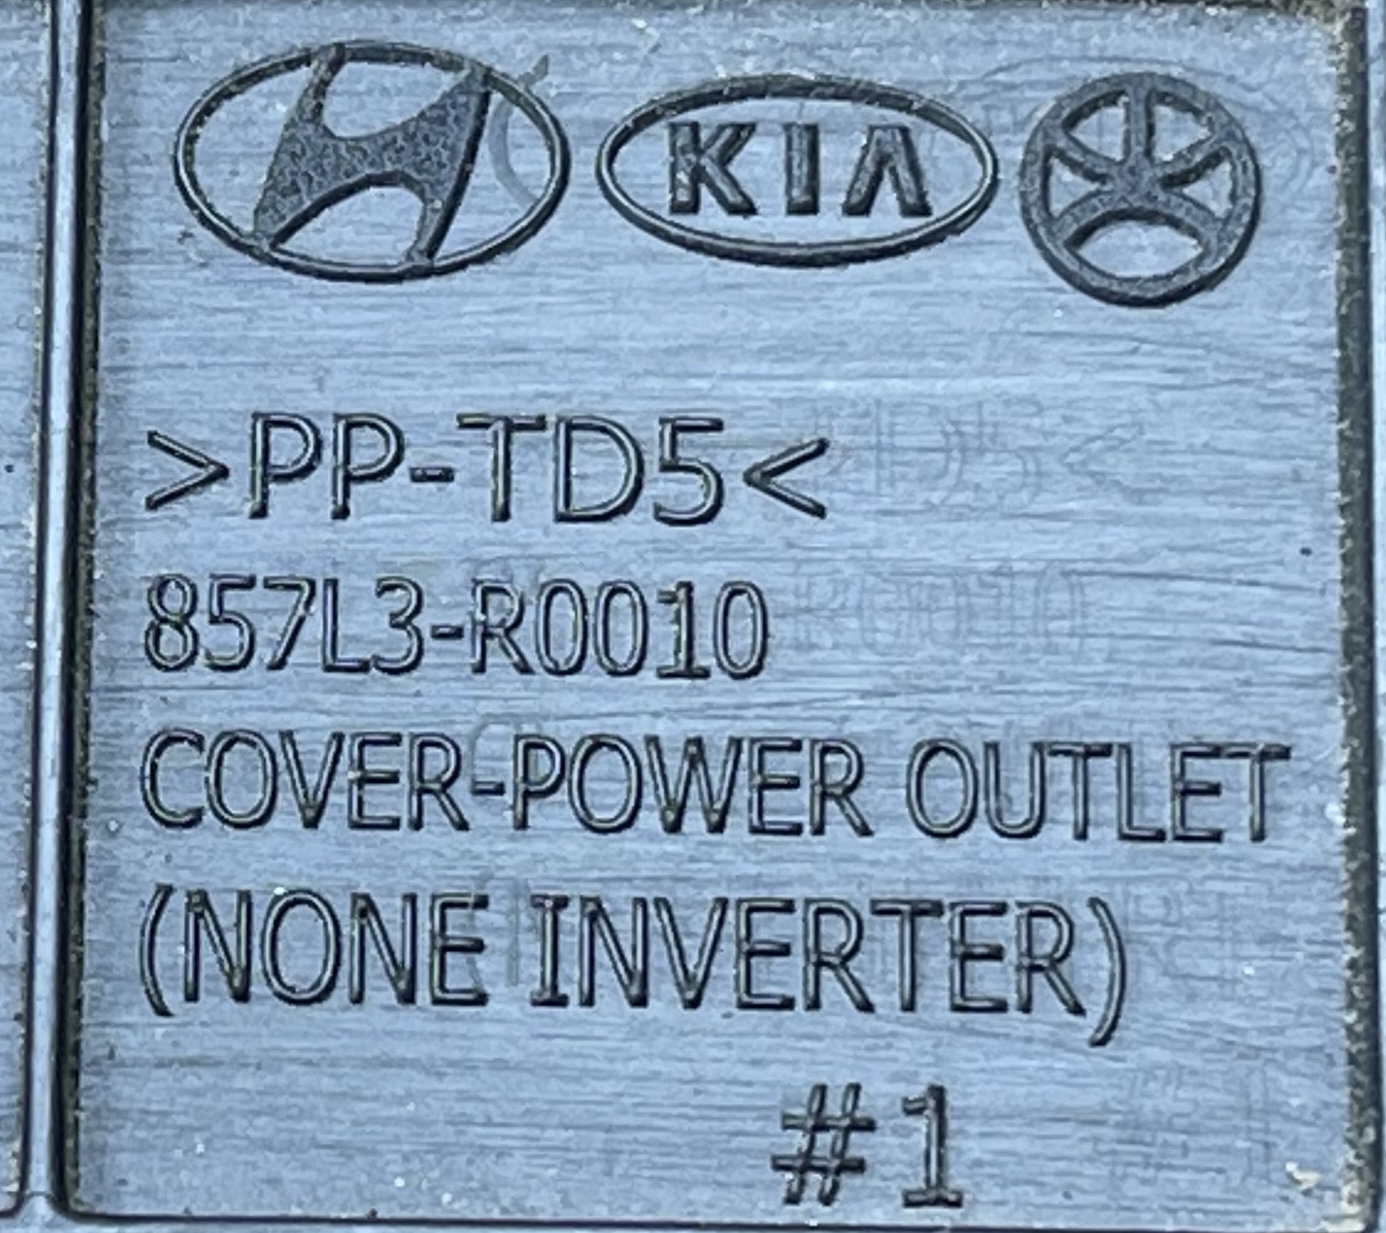 KIA
>PP-TD5<
857L3-R0010
COVER-POWER OUTLET
(NONE INVERTER)
#1